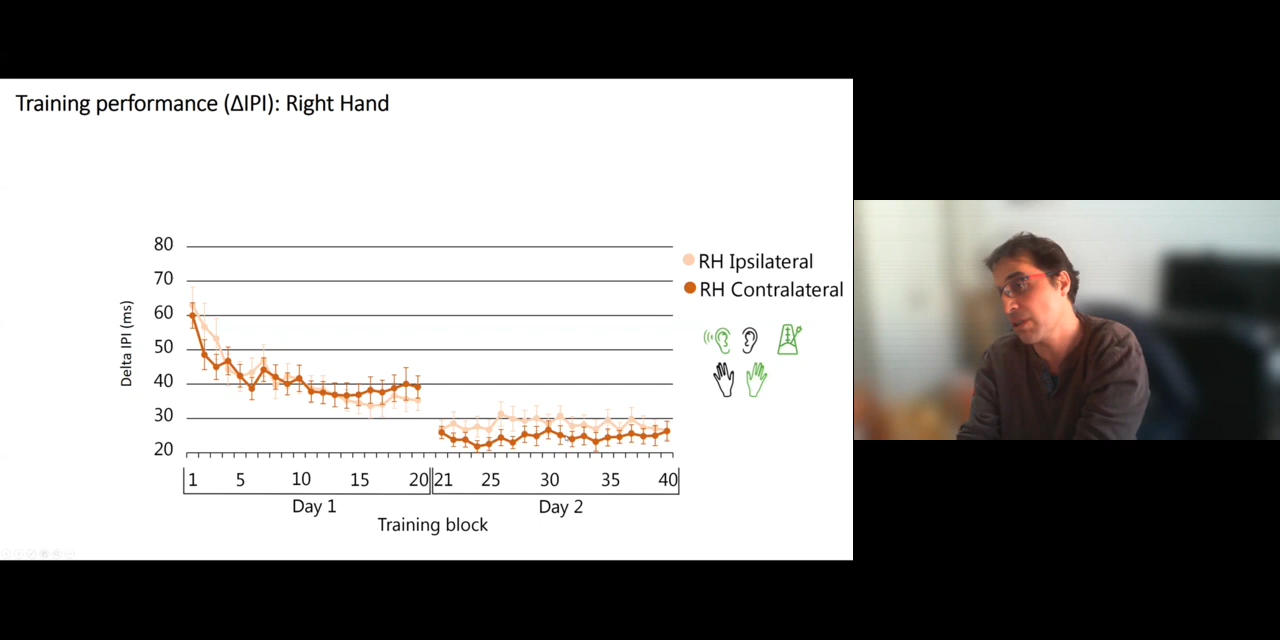 Training performance (ΔIPI): Right Hand
80
70
60
50
40
30
20
Delta IPI (ms)
RH Ipsilateral
RH Contralateral
1 5 10 15 20 21 25 30 35 40
Day 1 Day 2
Training block